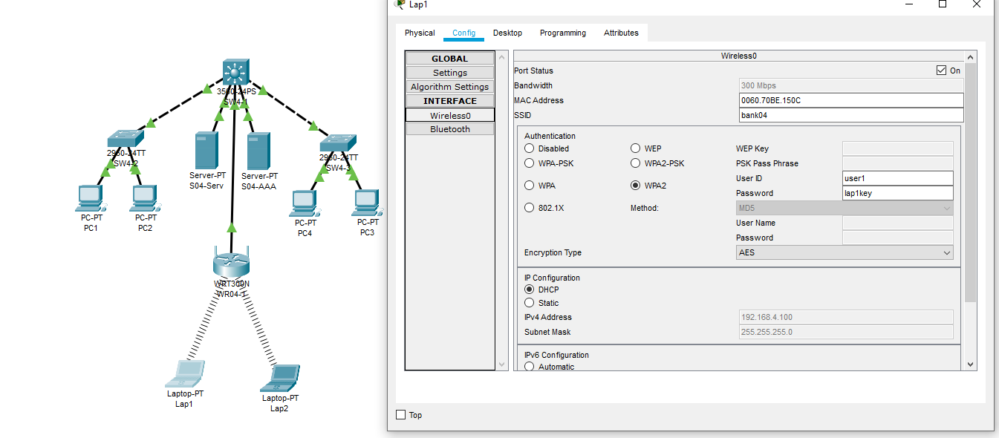 3560-24PS
SW4-1
2960-24TT
SW4-2
Server-PT
S04-Serv
Server-PT
S04-AAA
2960-24TT
SW4-3
PC-PT
PC1
PC-PT
PC2
PC-PT
PC4
PC-PT
PC3
WRT300N
WR04-1
Laptop-PT
Lap1
Laptop-PT
Lap2
Lap1
Physical Config Desktop Programming Attributes
GLOBAL
Settings
Algorithm Settings
INTERFACE
Wireless0
Bluetooth
Wireless0
Port Status On
Bandwidth 300 Mbps
MAC Address 0060.70BE.150C
SSID bank04
Authentication
Disabled WEP WEP Key
WPA-PSK WPA2-PSK PSK Pass Phrase
User ID user1
WPA WPA2
Password lap1key
802.1X Method: MD5
User Name
Password
Encryption Type AES
IP Configuration
DHCP
Static
IPv4 Address 192.168.4.100
Subnet Mask 255.255.255.0
IPv6 Configuration
Automatic
Top